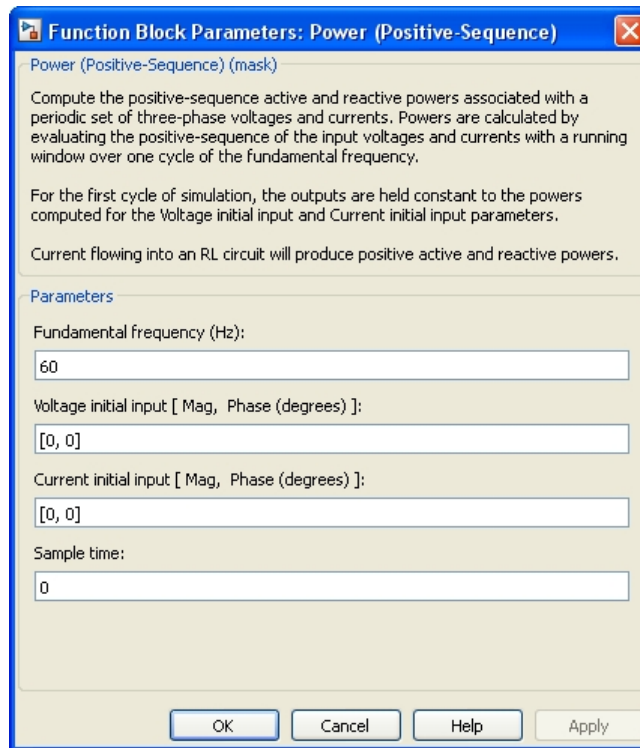 Function Block Parameters: Power (Positive-Sequence)
Power (Positive-Sequence) (mask)
Compute the positive-sequence active and reactive powers associated with a
periodic set of three-phase voltages and currents. Powers are calculated by
evaluating the positive-sequence of the input voltages and currents with a running
window over one cycle of the fundamental frequency.
For the first cycle of simulation, the outputs are held constant to the powers
computed for the Voltage initial input and Current initial input parameters.
Current flowing into an RL circuit will produce positive active and reactive powers.
Parameters
Fundamental frequency (Hz):
60
Voltage initial input [ Mag, Phase (degrees) ]:
[0, 0]
Current initial input [ Mag, Phase (degrees) ]:
[0, 0]
Sample time:
0
OK Cancel Help Apply